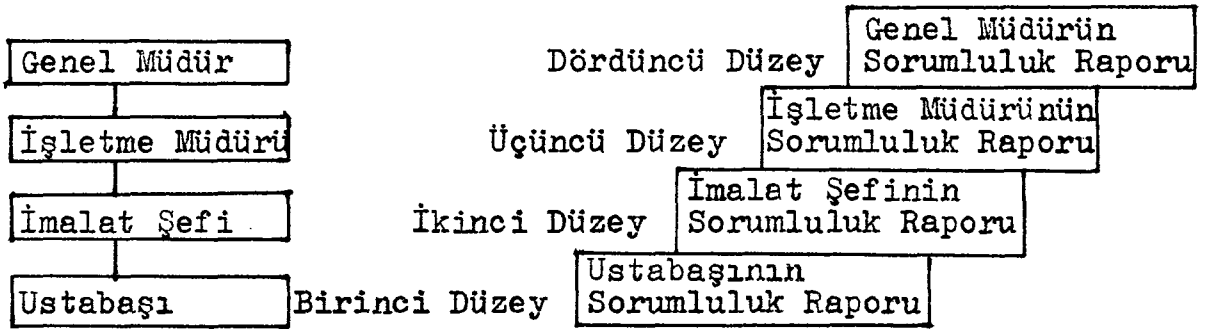 Genel Müdür
İşletme Müdürü
İmalat Şefi
Ustabaşı
Dördüncü Düzey
Genel Müdürün
Sorumluluk Raporu
Üçüncü Düzey
İşletme Müdürünün
Sorumluluk Raporu
İkinci Düzey
İmalat Şefinin
Sorumluluk Raporu
Birinci Düzey
Ustabaşının
Sorumluluk Raporu